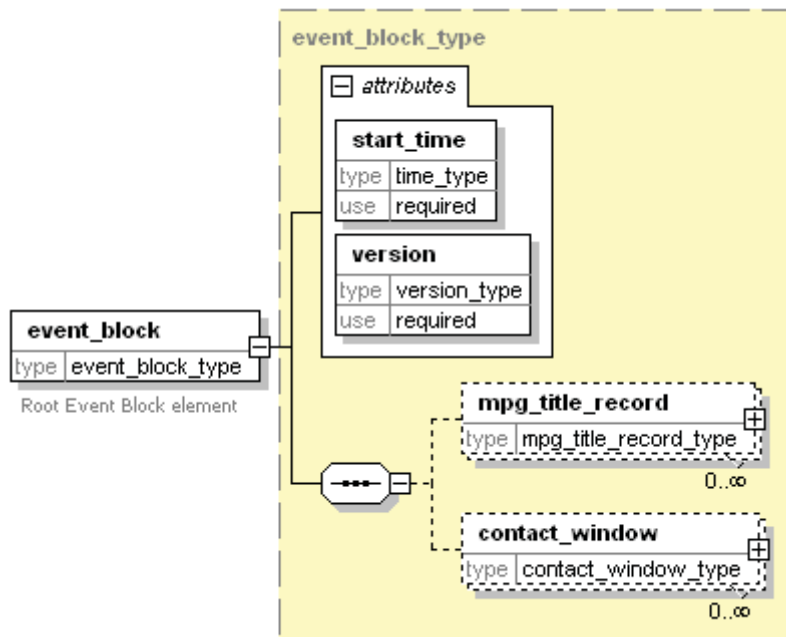 event_block_type
attributes
start_time
type time_type
use required
version
type version_type
use required
event_block
type event_block_type
Root Event Block element
mpg_title_record
type mpg_title_record_type
0..∞
contact_window
type contact_window_type
0..∞